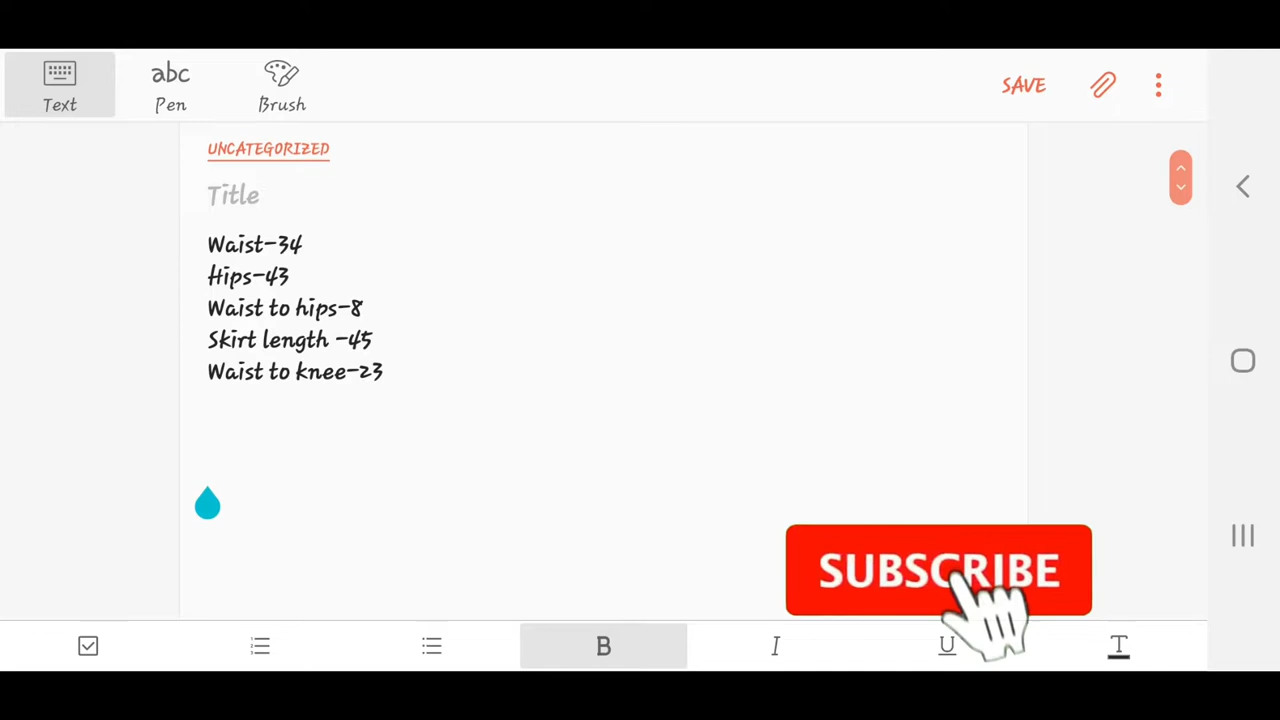 Text
abc
Pen
Brush
SAVE
UNCATEGORIZED
Title
Waist-34
Hips-43
Waist to hips-8
Skirt length -45
Waist to knee-23
SUBSCRIBE
B
I
U
T